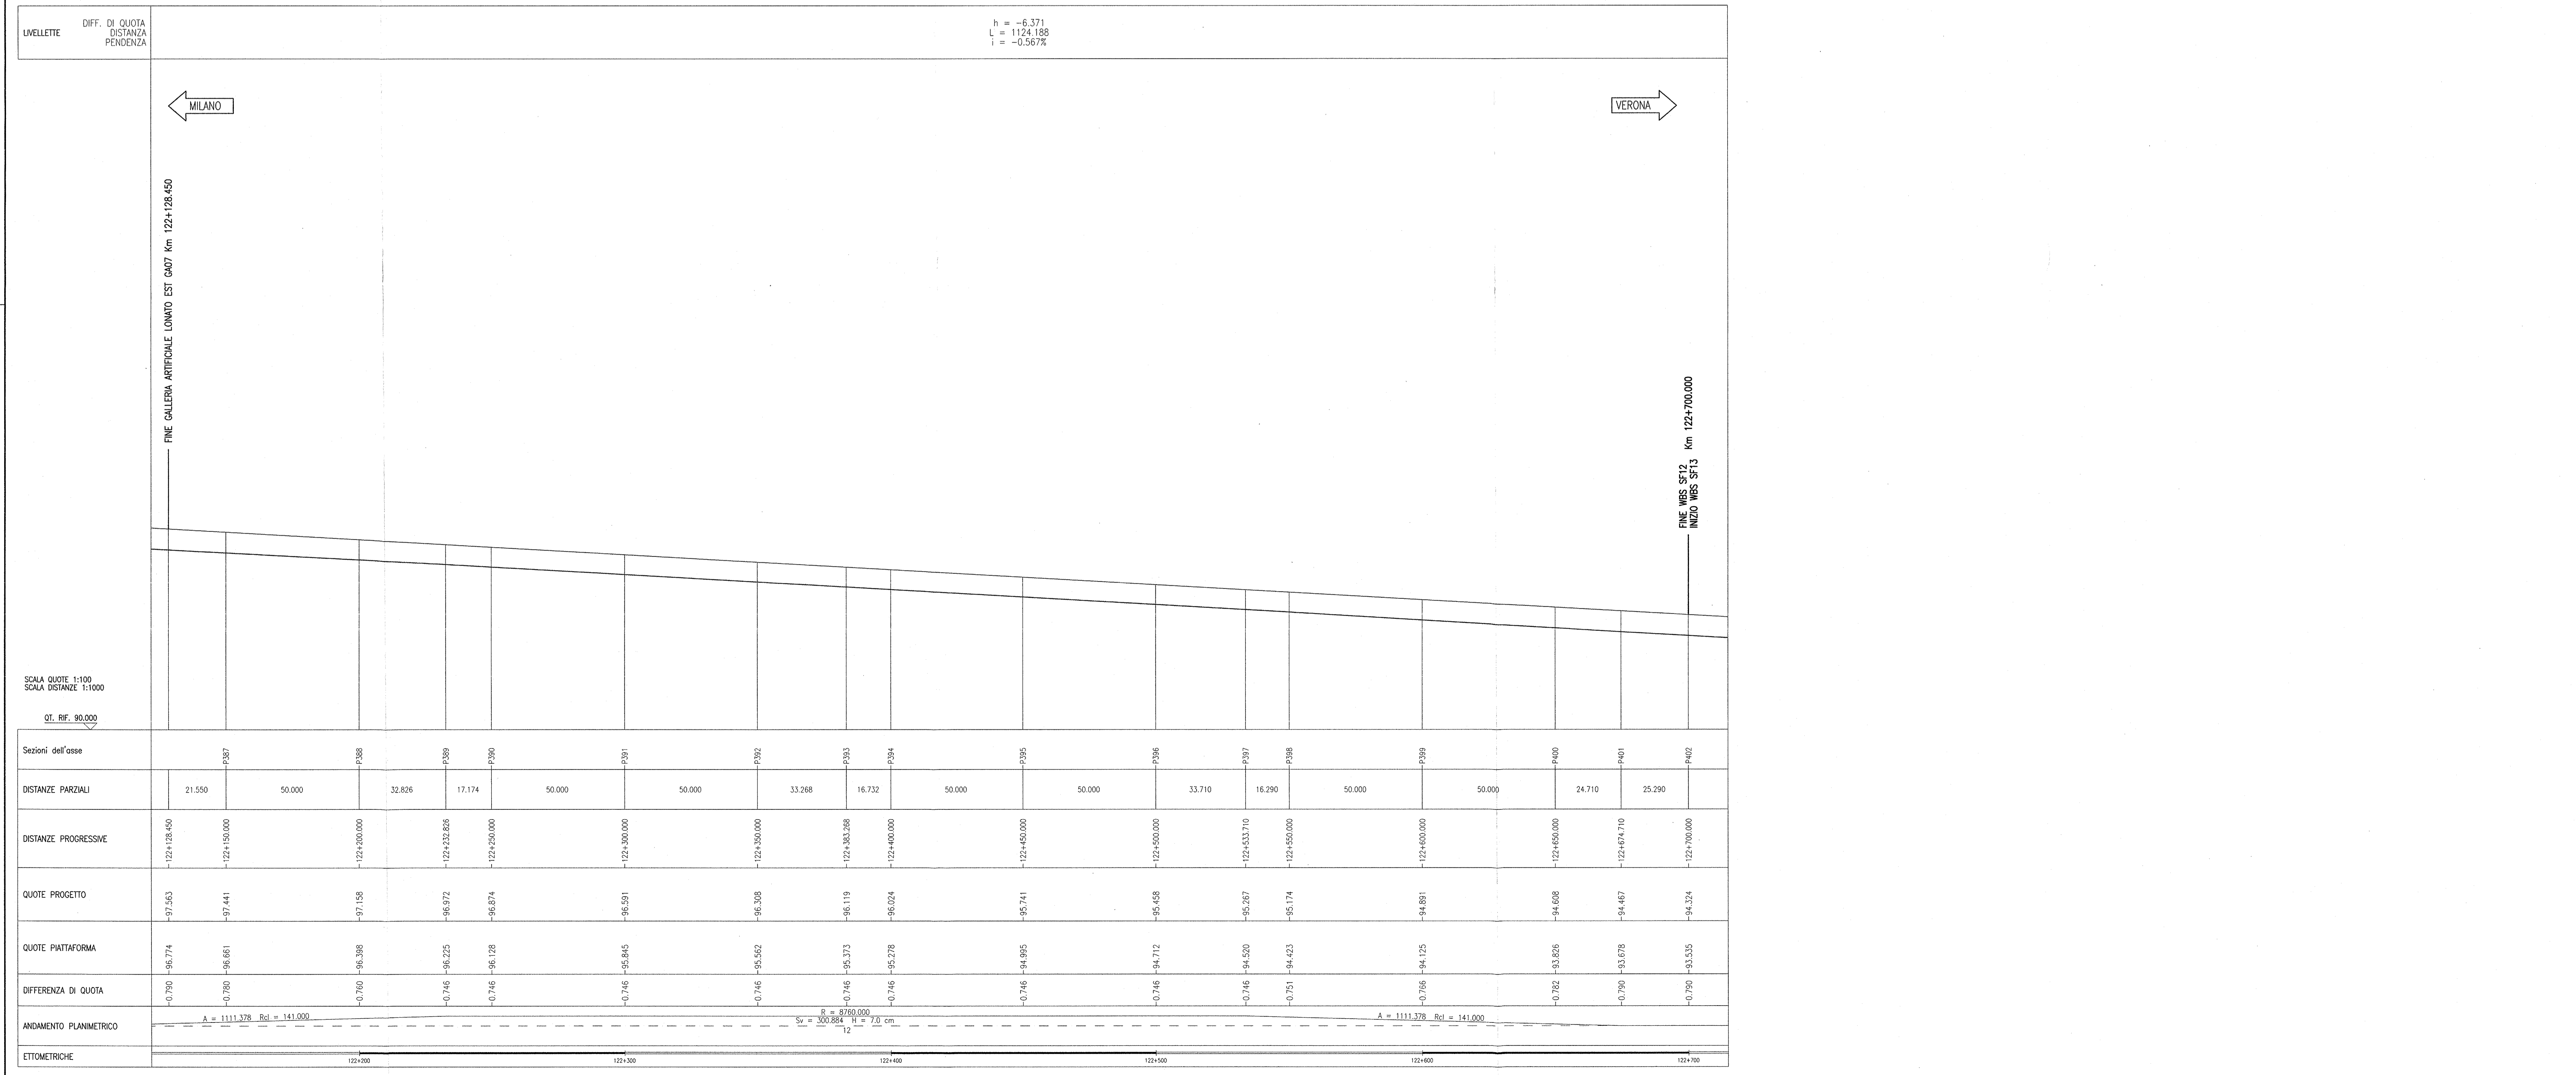 LIVELLETTE
DIFF. DI QUOTA
DISTANZA
PENDENZA
h = -6.371
L = 1124.188
i = -0.567%
MILANO
VERONA
FINE GALLERIA ARTIFICIALE LONATO EST GA07 Km 122+128.450
FINE WBS SF12
INIZIO WBS SF13
Km 122+700.000
SCALA QUOTE 1:100
SCALA DISTANZE 1:1000
QT. RIF. 90.000
Sezioni dell'asse
P387 P388 P389 P390 P391 P392 P393 P394 P395 P396 P397 P398 P399 P400 P401 P402
DISTANZE PARZIALI
21.550 50.000 32.826 17.174 50.000 50.000 33.268 16.732 50.000 50.000 33.710 16.290 50.000 50.000 24.710 25.290
DISTANZE PROGRESSIVE
122+128.450 122+150.000 122+200.000 122+232.826 122+250.000 122+300.000 122+350.000 122+383.268 122+400.000 122+450.000 122+500.000 122+533.710 122+550.000 122+600.000 122+650.000 122+674.710 122+700.000
QUOTE PROGETTO
97.563 97.441 97.158 96.972 96.874 96.591 96.308 96.119 96.024 95.741 95.458 95.267 95.174 94.891 94.608 94.467 94.324
QUOTE PIATTAFORMA
96.774 96.661 96.398 96.225 96.128 95.845 95.562 95.373 95.278 94.995 94.712 94.520 94.423 94.125 93.826 93.678 93.535
DIFFERENZA DI QUOTA
0.790 0.780 0.760 0.746 0.746 0.746 0.746 0.746 0.746 0.746 0.746 0.746 0.751 0.766 0.782 0.790 0.790
ANDAMENTO PLANIMETRICO
A = 1111.378 Rcl = 141.000
R = 8760.000
Sv = 300.884 H = 7.0 cm
12
A = 1111.378 Rcl = 141.000
ETTOMETRICHE
122+200 122+300 122+400 122+500 122+600 122+700